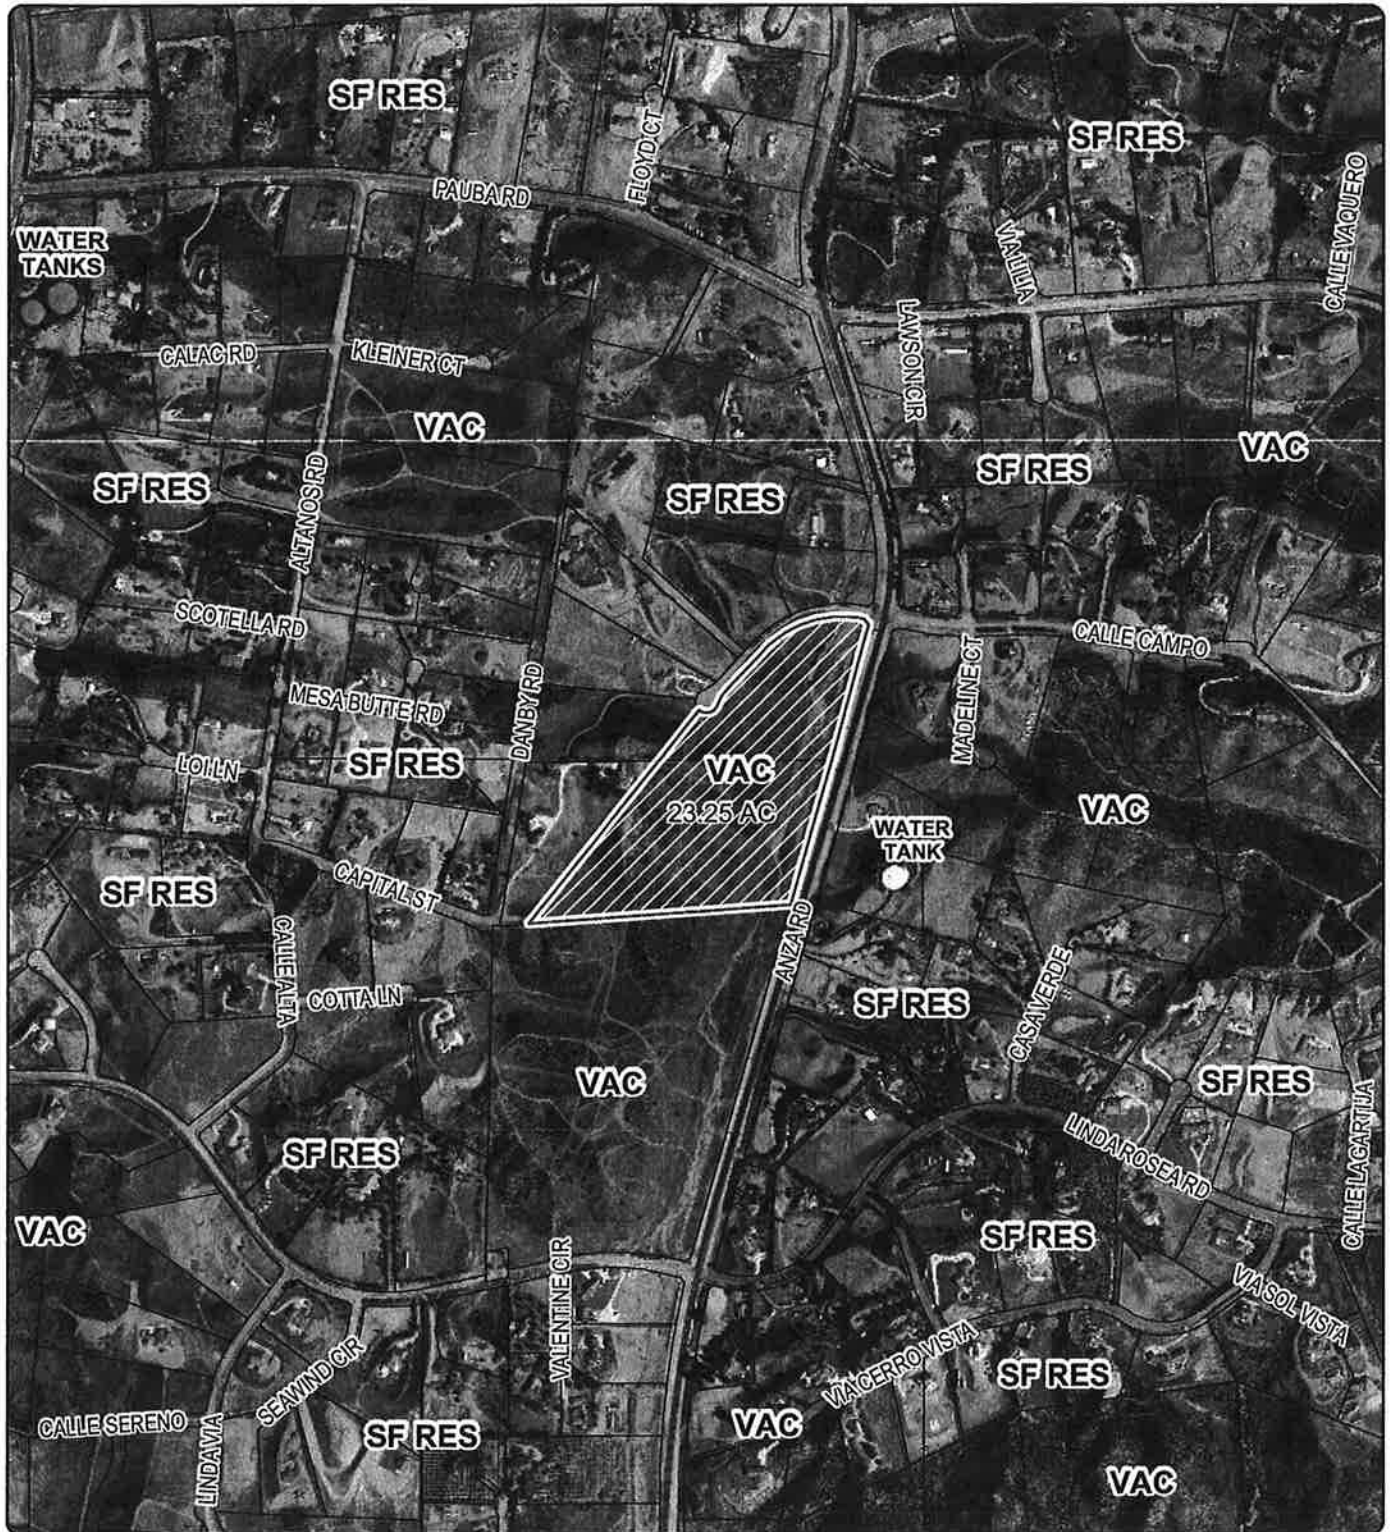 SF RES
SF RES
FLOYD CT
PAUBA RD
CALLE VAQUERO
WATER
TANKS
VIA LILIA
LAWSON CIR
CALAC RD
KLEINER CT
VAC
VAC
SF RES
SF RES
SF RES
ALTANOS RD
SCOTELLA RD
CALLE CAMPO
MADELINE CT
MESA BUTTE RD
DANBY RD
LOI LN
SF RES
VAC
23.25 AC
VAC
WATER
TANK
SF RES
CAPITAL ST
ANZA RD
CALLE ALTA
COTTA LN
SF RES
CASA VERDE
VAC
SF RES
CALLE LAGARTIJA
SF RES
LINDA ROSEA RD
VAC
SF RES
VALENTINE CIR
VIA SOL VISTA
VIA CERRO VISTA
SF RES
SEAWIND CIR
CALLE SERENO
LINDA VIA
SF RES
VAC
VAC